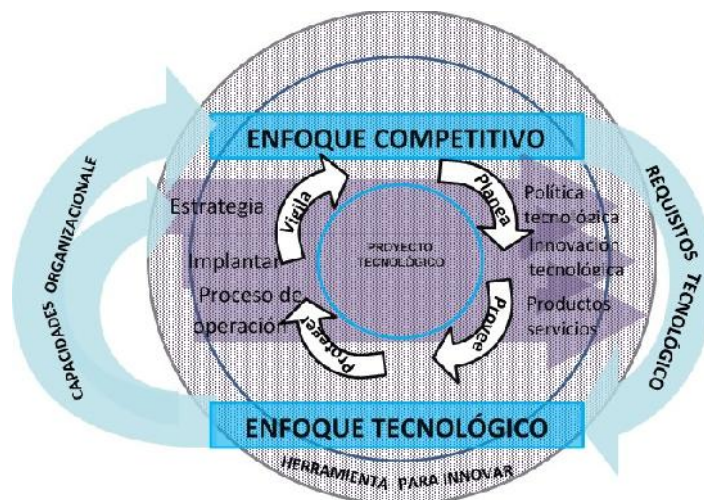 ENFOQUE COMPETITIVO
CAPACIDADES ORGANIZACIONALE
REQUISITOS TECNOLÓGICO
Vigila
Planea
Estrategia
Política
tecnológica
PROYECTO
TECNOLÓGICO
Implantar
Innovación
tecnológica
Proceso de
operación
Productos
servicios
Proteger
Provee
ENFOQUE TECNOLÓGICO
HERRAMIENTA PARA INNOVAR